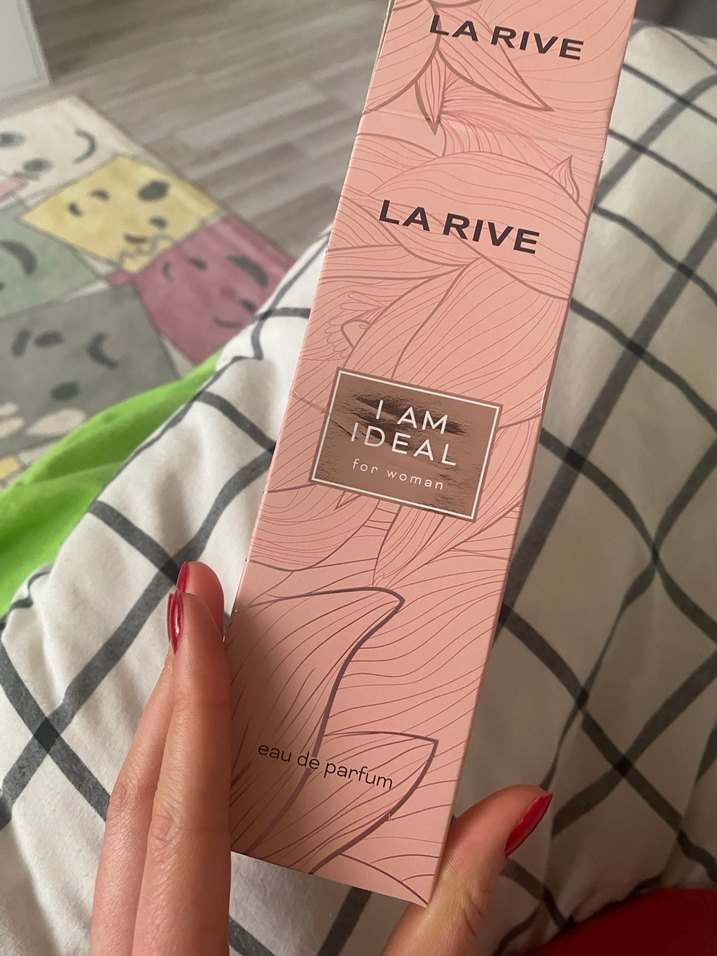 LA RIVE
LA RIVE
I AM
IDEAL
for woman
eau de parfum